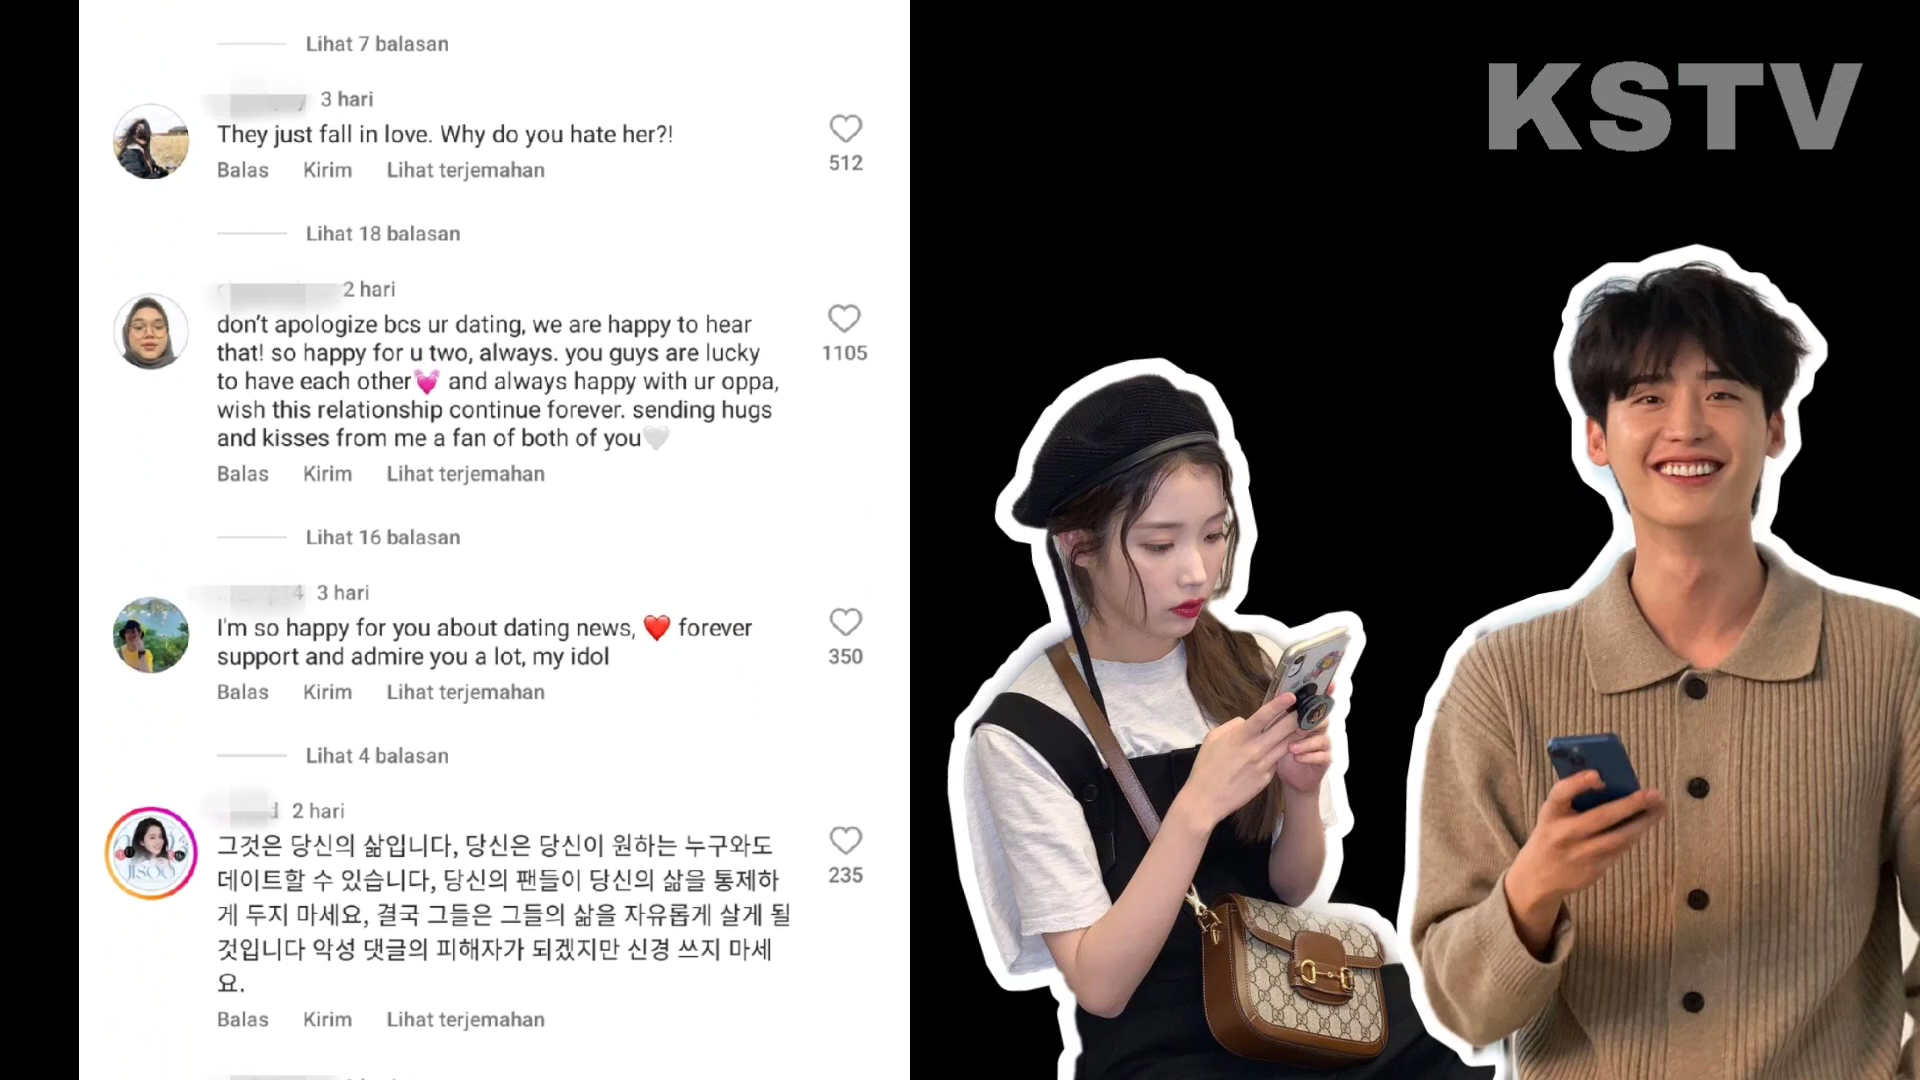 Lihat 7 balasan
3 hari
They just fall in love. Why do you hate her?!
512
Balas Kirim Lihat terjemahan
Lihat 18 balasan
2 hari
don't apologize bcs ur dating, we are happy to hear
that! so happy for u two, always. you guys are lucky
to have each other💓 and always happy with ur oppa,
wish this relationship continue forever. sending hugs
and kisses from me a fan of both of you🤍
1105
Balas Kirim Lihat terjemahan
Lihat 16 balasan
3 hari
I'm so happy for you about dating news, ❤️ forever
support and admire you a lot, my idol
350
Balas Kirim Lihat terjemahan
Lihat 4 balasan
2 hari
그것은 당신의 삶입니다, 당신은 당신이 원하는 누구와도
데이트할 수 있습니다, 당신의 팬들이 당신의 삶을 통제하
게 두지 마세요, 결국 그들은 그들의 삶을 자유롭게 살게 될
것입니다 악성 댓글의 피해자가 되겠지만 신경 쓰지 마세
요.
235
Balas Kirim Lihat terjemahan
JISOO
KSTV